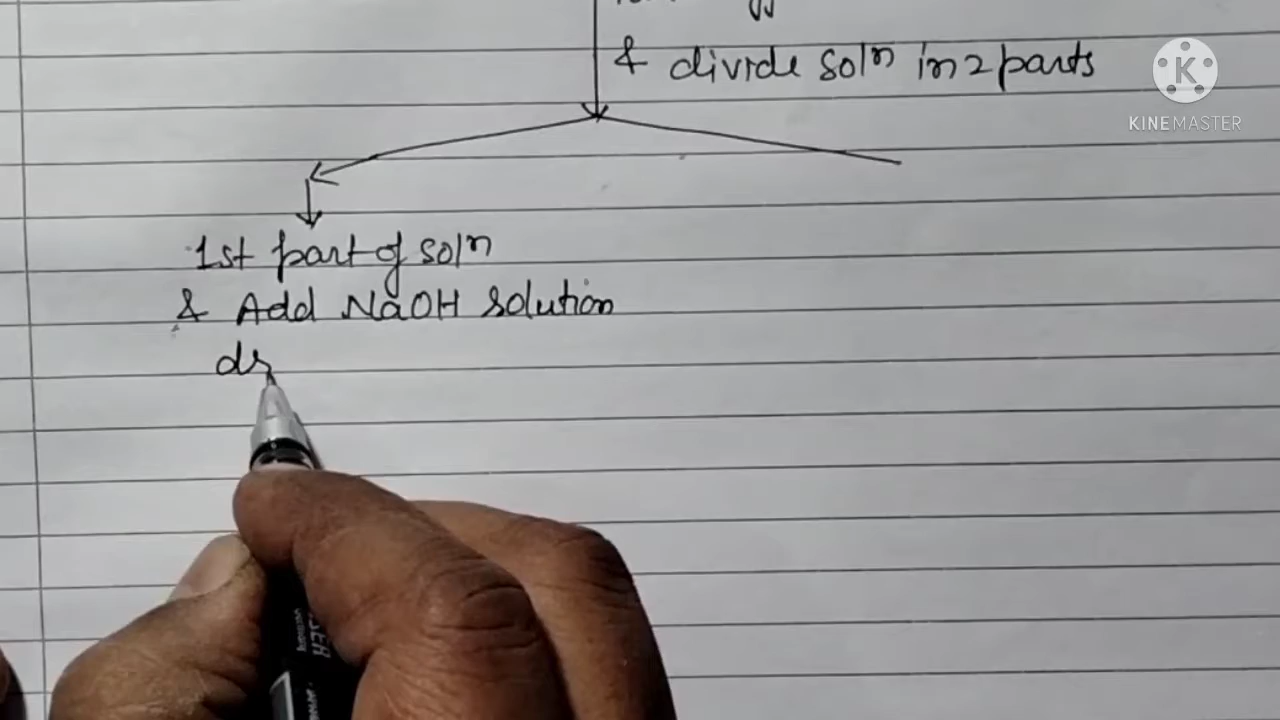 & divide solⁿ in 2 parts
KINEMASTER
1st part of solⁿ
& Add NaOH solution